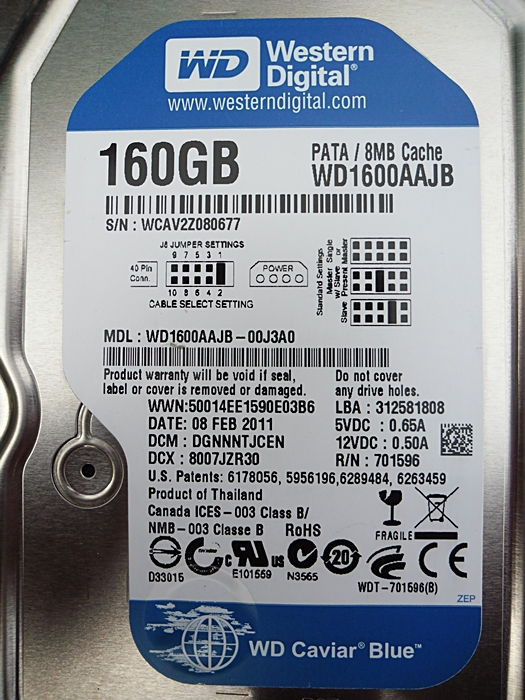 WD Western Digital®
www.westerndigital.com
160GB
PATA / 8MB Cache
WD1600AAJB
S/N : WCAV2Z080677
J8 JUMPER SETTINGS
9 7 5 3 1
40 Pin Conn.
10 8 6 4 2
CABLE SELECT SETTING
POWER
Standard Settings
Master Single
w/ Slave or
Slave Present Master
MDL : WD1600AAJB-00J3A0
Product warranty will be void if seal,
label or cover is removed or damaged.
Do not cover
any drive holes.
WWN:50014EE1590E03B6
LBA : 312581808
DATE: 08 FEB 2011
5VDC : 0.65A
DCM : DGNNNTJCEN
12VDC : 0.50A
DCX : 8007JZR30
R/N : 701596
U.S. Patents: 6178056, 5956196,6289484, 6263459
Product of Thailand
Canada ICES-003 Class B/
NMB-003 Classe B RoHS
FRAGILE
D33015
C UR US
E101559
N3565
20
CE
WDT-701596(B)
ZEP
WD Caviar® Blue™